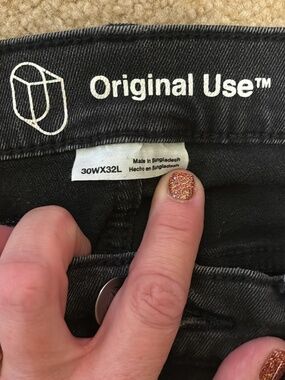 Original Use™
Made in Bangladesh
30WX32L
Hecho en Bangladesh